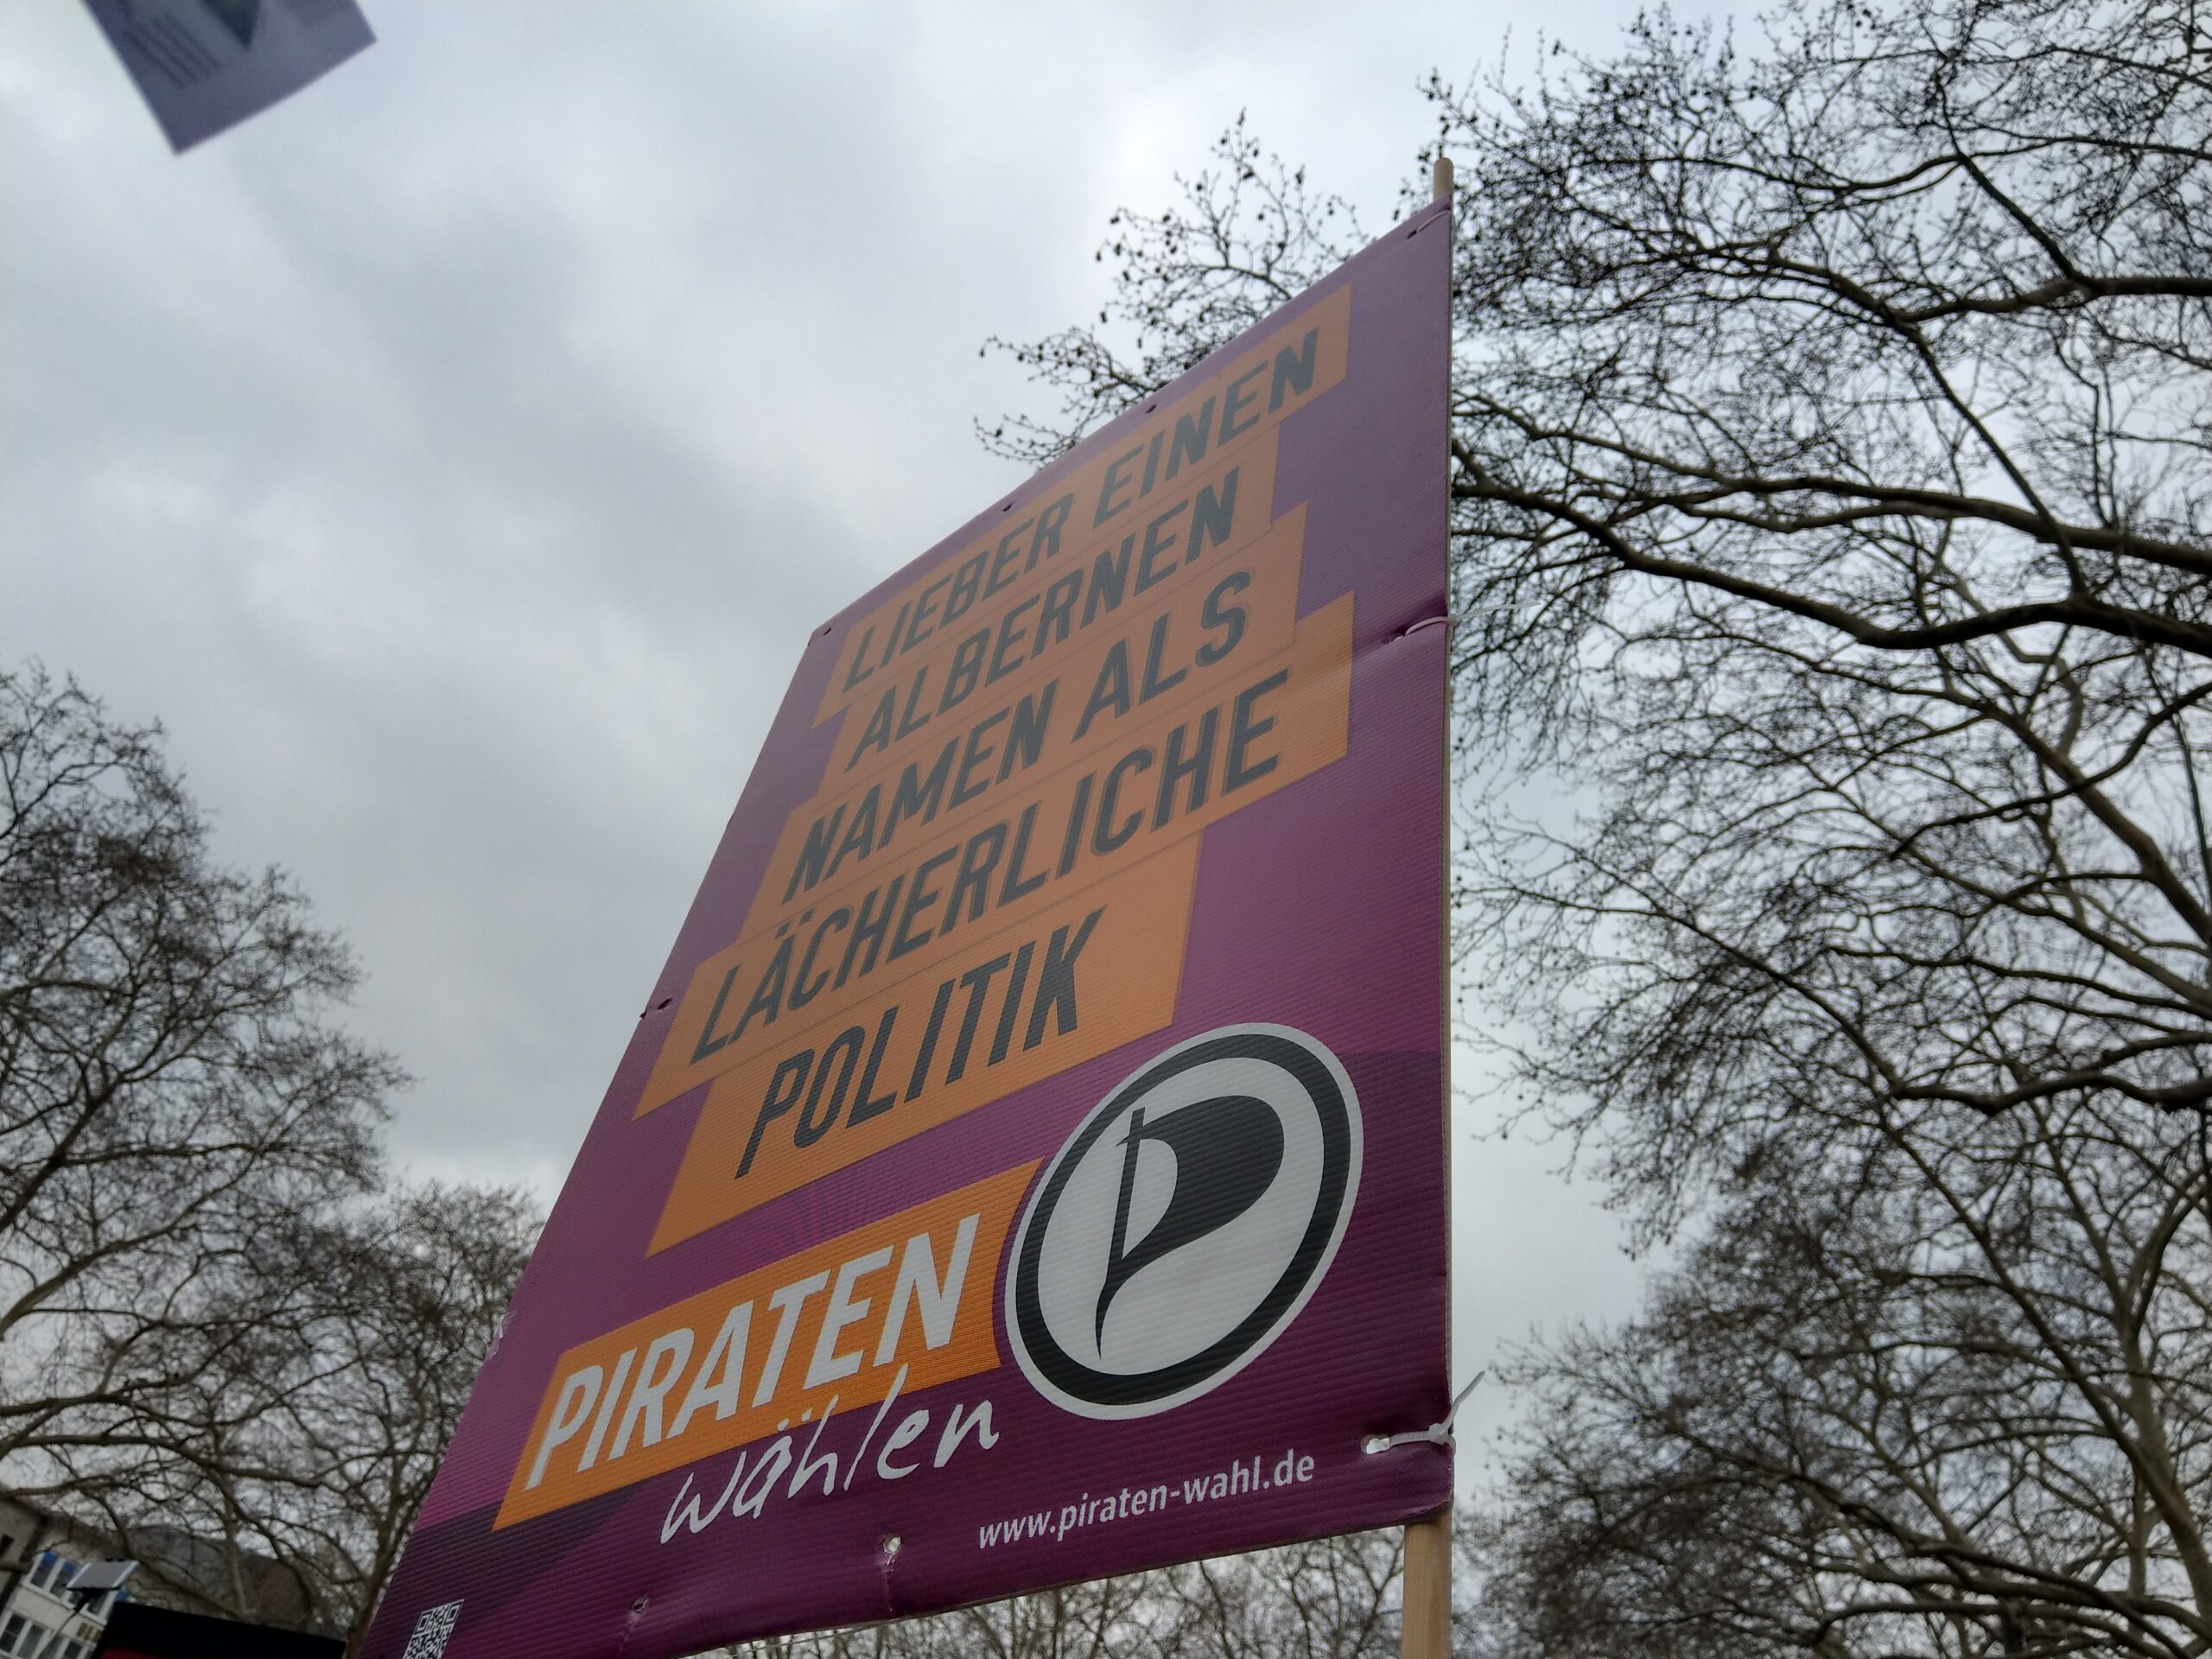 LIEBER EINEN
ALBERNEN
NAMEN ALS
LÄCHERLICHE
POLITIK
PIRATEN
wählen
www.piraten-wahl.de